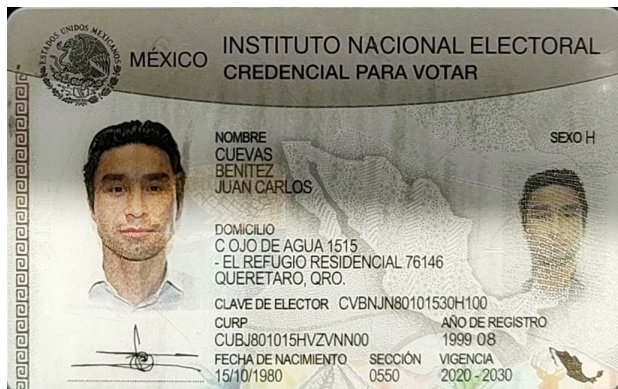 ESTADOS UNIDOS MEXICANOS
MÉXICO INSTITUTO NACIONAL ELECTORAL
CREDENCIAL PARA VOTAR
NOMBRE SEXO H
CUEVAS
BENITEZ
JUAN CARLOS
DOMICILIO
C OJO DE AGUA 1515
- EL REFUGIO RESIDENCIAL 76146
QUERETARO, QRO.
CLAVE DE ELECTOR CVBNJN80101530H100
CURP AÑO DE REGISTRO
CUBJ801015HVZVNN00 1999 08
FECHA DE NACIMIENTO SECCIÓN VIGENCIA
15/10/1980 0550 2020 - 2030